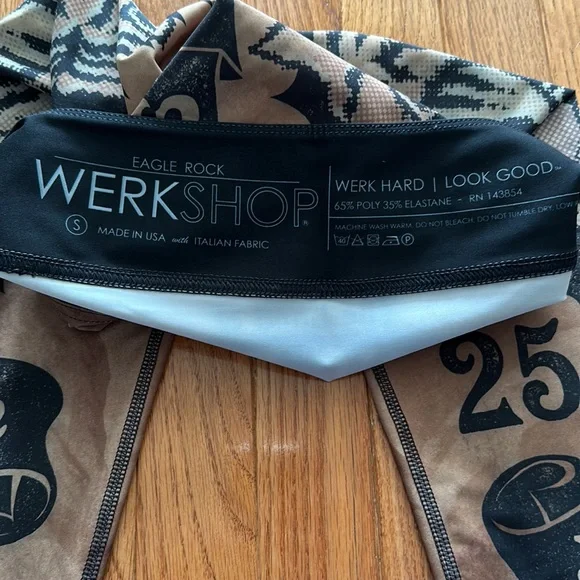 EAGLE ROCK
WERKSHOP®
S
MADE IN USA with ITALIAN FABRIC
WERK HARD | LOOK GOOD™
65% POLY 35% ELASTANE - RN 143854
MACHINE WASH WARM. DO NOT BLEACH. DO NOT TUMBLE DRY. LOW
25